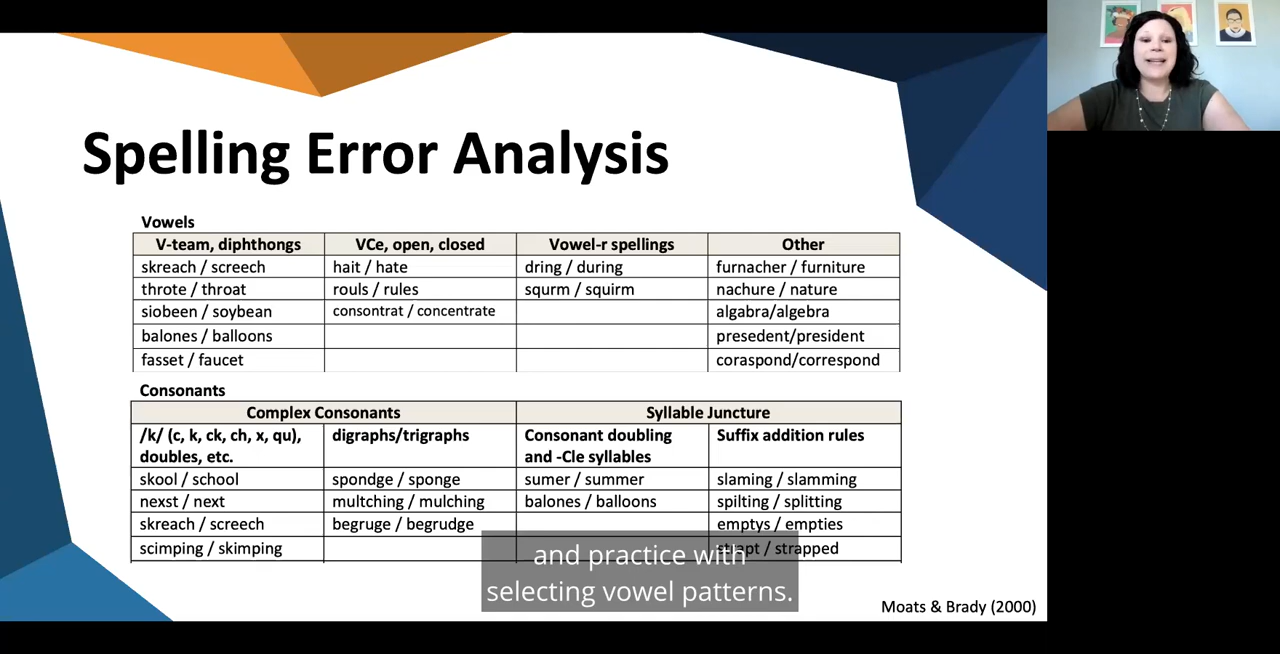 Spelling Error Analysis
Vowels
V-team, diphthongs VCe, open, closed Vowel-r spellings Other
skreach / screech hait / hate dring / during furnacher / furniture
throte / throat rouls / rules squrm / squirm nachure / nature
siobeen / soybean consontrat / concentrate algabra/algebra
balones / balloons presedent/president
fasset / faucet coraspond/correspond
Consonants
Complex Consonants Syllable Juncture
/k/ (c, k, ck, ch, x, qu), digraphs/trigraphs Consonant doubling Suffix addition rules
doubles, etc. and -Cle syllables
skool / school spondge / sponge sumer / summer slaming / slamming
nexst / next multching / mulching balones / balloons spilting / splitting
skreach / screech begruge / begrudge emptys / empties
scimping / skimping strapt / strapped
and practice with
selecting vowel patterns.
Moats & Brady (2000)